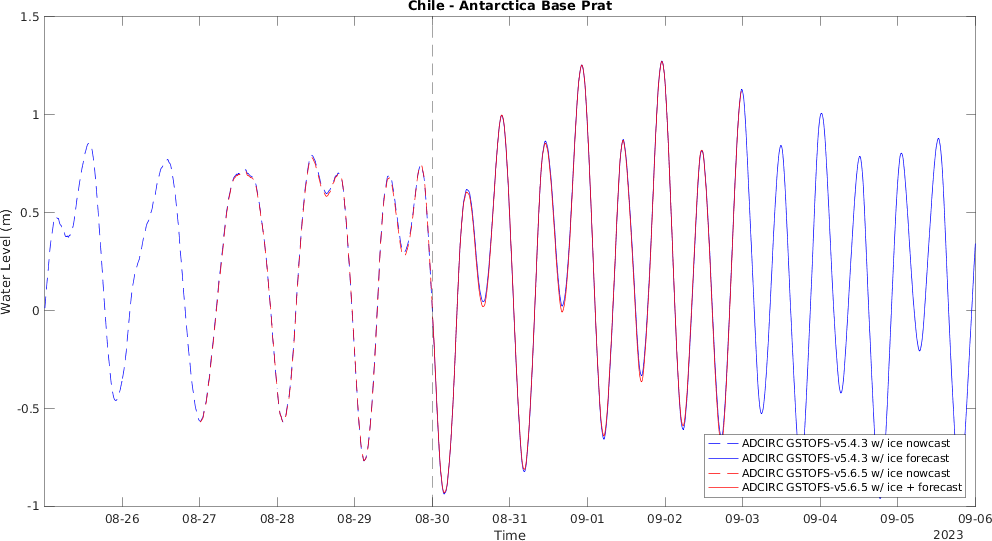 Chile - Antarctica Base Prat
1.5
1
0.5
0
-0.5
-1
Water Level (m)
08-26 08-27 08-28 08-29 08-30 08-31 09-01 09-02 09-03 09-04 09-05 09-06
Time
2023
ADCIRC GSTOFS-v5.4.3 w/ ice nowcast
ADCIRC GSTOFS-v5.4.3 w/ ice forecast
ADCIRC GSTOFS-v5.6.5 w/ ice nowcast
ADCIRC GSTOFS-v5.6.5 w/ ice + forecast